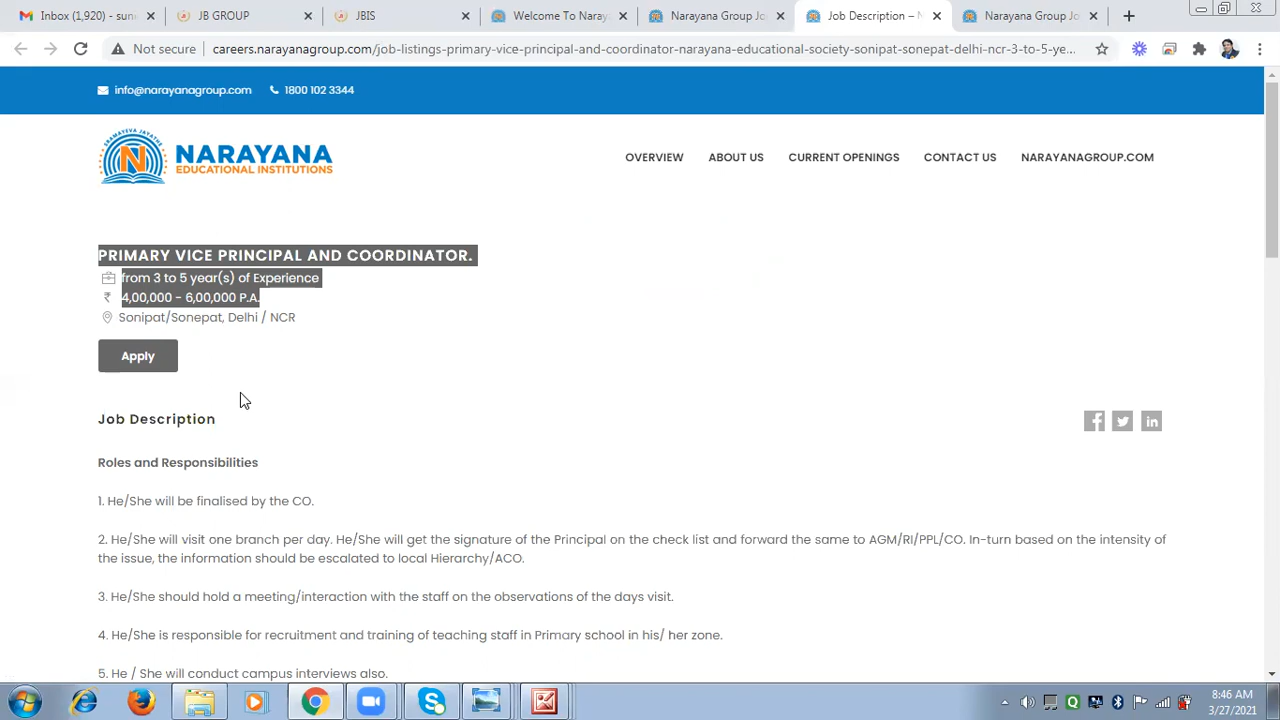 Inbox (1,920) - sun
JB GROUP
JBIS
Welcome To Naray
Narayana Group Jo
Job Description – N
Narayana Group Jo
Not secure
careers.narayanagroup.com/job-listings-primary-vice-principal-and-coordinator-narayana-educational-society-sonipat-sonepat-delhi-ncr-3-to-5-ye...
info@narayanagroup.com 1800 102 3344
SRAMATEVA JAYATHE
N
NARAYANA
EDUCATIONAL INSTITUTIONS
OVERVIEW ABOUT US CURRENT OPENINGS CONTACT US NARAYANAGROUP.COM
PRIMARY VICE PRINCIPAL AND COORDINATOR.
from 3 to 5 year(s) of Experience
₹ 4,00,000 - 6,00,000 P.A.
Sonipat/Sonepat, Delhi / NCR
Apply
Job Description
Roles and Responsibilities
1. He/She will be finalised by the CO.
2. He/She will visit one branch per day. He/She will get the signature of the Principal on the check list and forward the same to AGM/RI/PPL/CO. In-turn based on the intensity of
the issue, the information should be escalated to local Hierarchy/ACO.
3. He/She should hold a meeting/interaction with the staff on the observations of the days visit.
4. He/She is responsible for recruitment and training of teaching staff in Primary school in his/ her zone.
5. He / She will conduct campus interviews also.
8:46 AM
3/27/2021